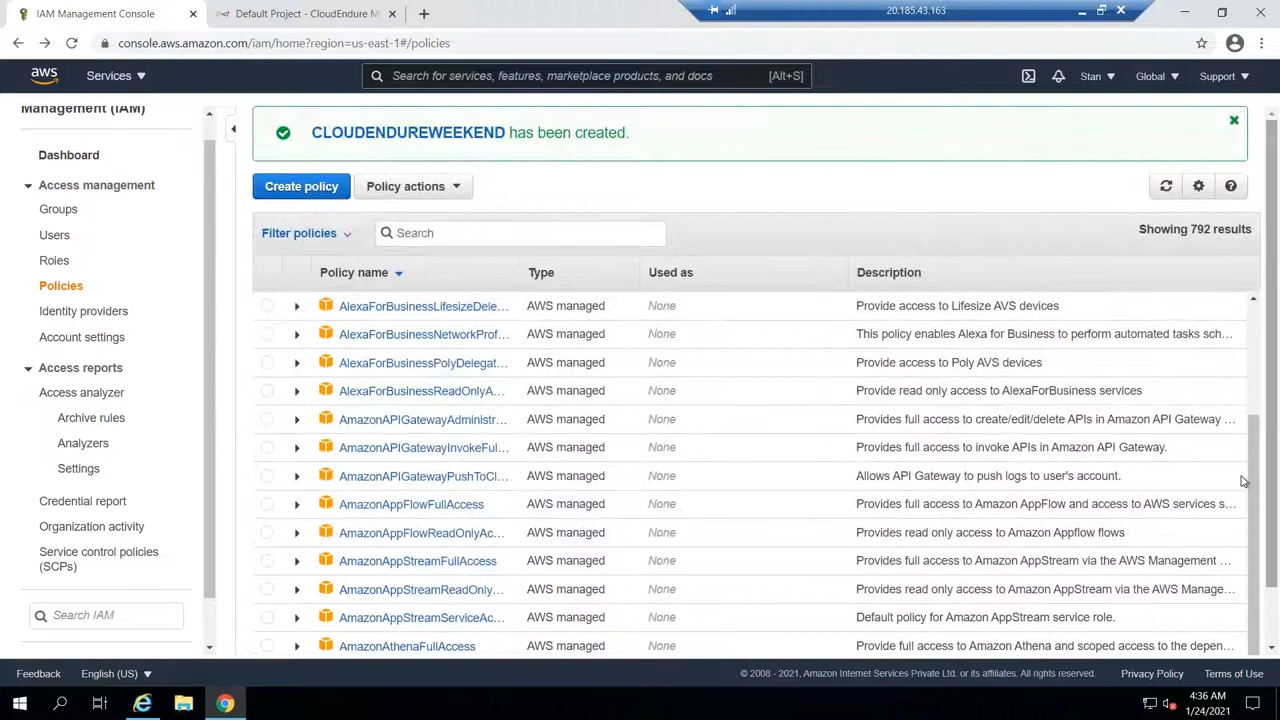 IAM Management Console
Default Project - CloudEndure M
20.185.43.163
console.aws.amazon.com/iam/home?region=us-east-1#/policies
aws
Services
Search for services, features, marketplace products, and docs
[Alt+S]
Stan
Global
Support
Management (IAM)
Dashboard
Access management
Groups
Users
Roles
Policies
Identity providers
Account settings
Access reports
Access analyzer
Archive rules
Analyzers
Settings
Credential report
Organization activity
Service control policies
(SCPs)
Search IAM
CLOUDENDUREWEEKEND has been created.
Create policy
Policy actions
Filter policies
Search
Showing 792 results
Policy name Type Used as Description
AlexaForBusinessLifesizeDele... AWS managed None Provide access to Lifesize AVS devices
AlexaForBusinessNetworkProf... AWS managed None This policy enables Alexa for Business to perform automated tasks sch...
AlexaForBusinessPolyDelegat... AWS managed None Provide access to Poly AVS devices
AlexaForBusinessReadOnlyA... AWS managed None Provide read only access to AlexaForBusiness services
AmazonAPIGatewayAdministr... AWS managed None Provides full access to create/edit/delete APIs in Amazon API Gateway ...
AmazonAPIGatewayInvokeFul... AWS managed None Provides full access to invoke APIs in Amazon API Gateway.
AmazonAPIGatewayPushToCl... AWS managed None Allows API Gateway to push logs to user's account.
AmazonAppFlowFullAccess AWS managed None Provides full access to Amazon AppFlow and access to AWS services s...
AmazonAppFlowReadOnlyAc... AWS managed None Provides read only access to Amazon Appflow flows
AmazonAppStreamFullAccess AWS managed None Provides full access to Amazon AppStream via the AWS Management ...
AmazonAppStreamReadOnly... AWS managed None Provides read only access to Amazon AppStream via the AWS Manage...
AmazonAppStreamServiceAc... AWS managed None Default policy for Amazon AppStream service role.
AmazonAthenaFullAccess AWS managed None Provide full access to Amazon Athena and scoped access to the depen...
Feedback
English (US)
© 2008 - 2021, Amazon Internet Services Private Ltd. or its affiliates. All rights reserved.
Privacy Policy
Terms of Use
4:36 AM
1/24/2021